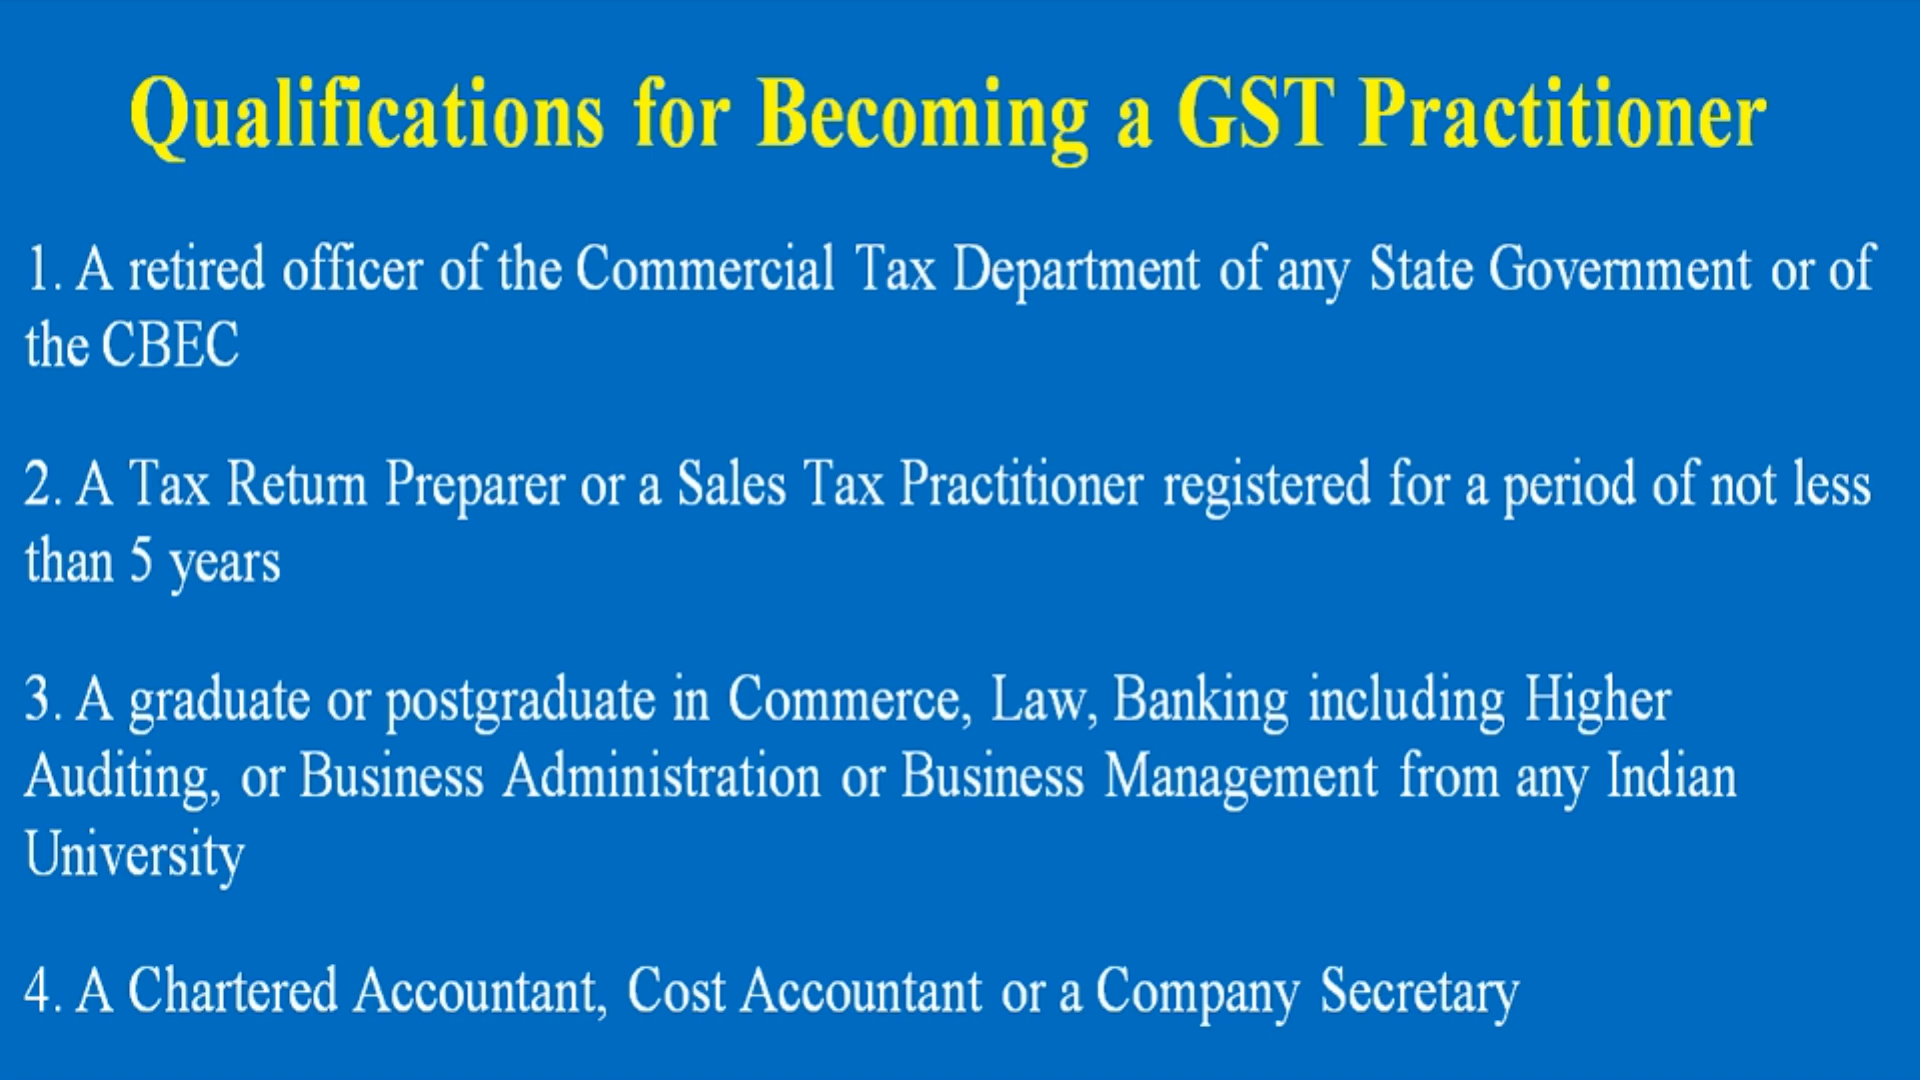 Qualifications for Becoming a GST Practitioner
1. A retired officer of the Commercial Tax Department of any State Government or of
the CBEC
2. A Tax Return Preparer or a Sales Tax Practitioner registered for a period of not less
than 5 years
3. A graduate or postgraduate in Commerce, Law, Banking including Higher
Auditing, or Business Administration or Business Management from any Indian
University
4. A Chartered Accountant, Cost Accountant or a Company Secretary